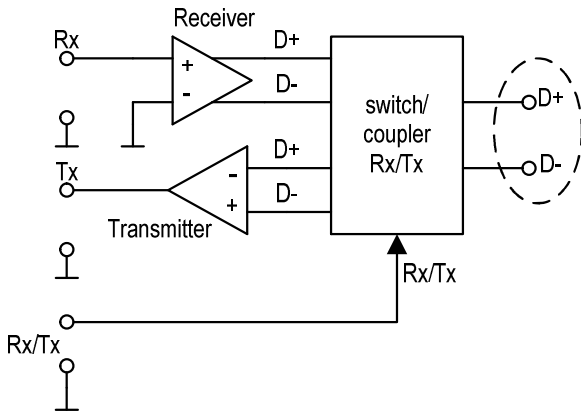 Receiver
Rx
D+
+
-
D-
switch/
coupler
Rx/Tx
D+
D-
Tx
D+
-
D-
+
Transmitter
Rx/Tx
Rx/Tx